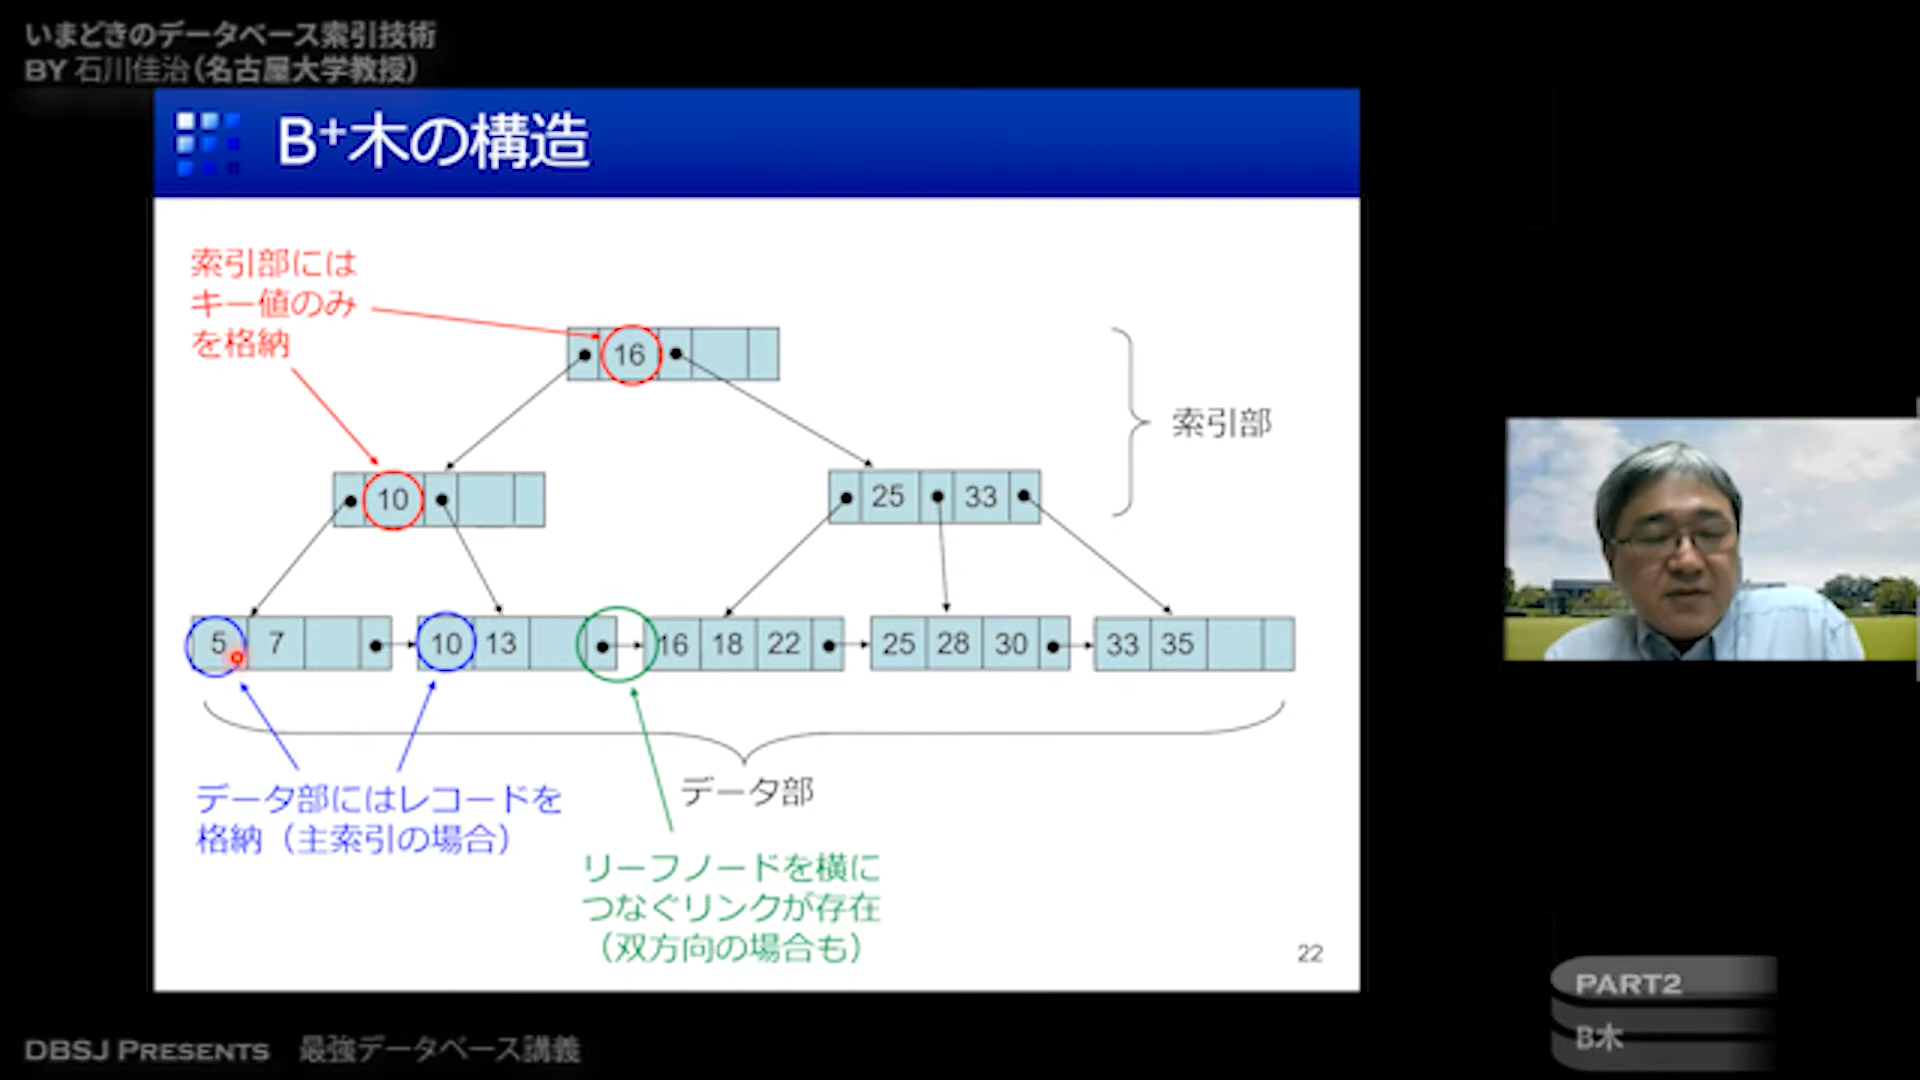 いまどきのデータベース索引技術
BY 石川佳治(名古屋大学教授)
B+木の構造
索引部には
キー値のみ
を格納
16
索引部
10
25 33
5 7
10 13
16 18 22
25 28 30
33 35
データ部
データ部にはレコードを
格納（主索引の場合）
リーフノードを横に
つなぐリンクが存在
（双方向の場合も）
22
PART2
B木
DBSJ PRESENTS 最強データベース講義